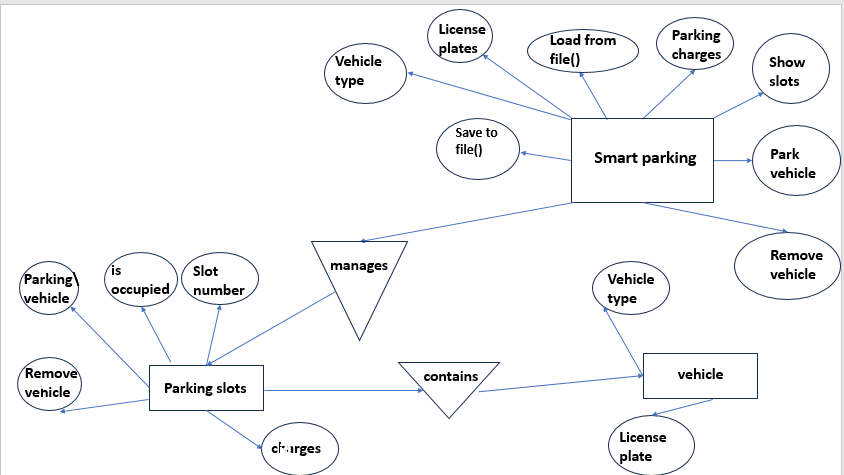 License
plates
Load from
file()
Parking
charges
Vehicle
type
Show
slots
Save to
file()
Smart parking
Park
vehicle
manages
Remove
vehicle
Parking\
vehicle
is
occupied
Slot
number
Vehicle
type
Remove
vehicle
Parking slots
contains
vehicle
charges
License
plate